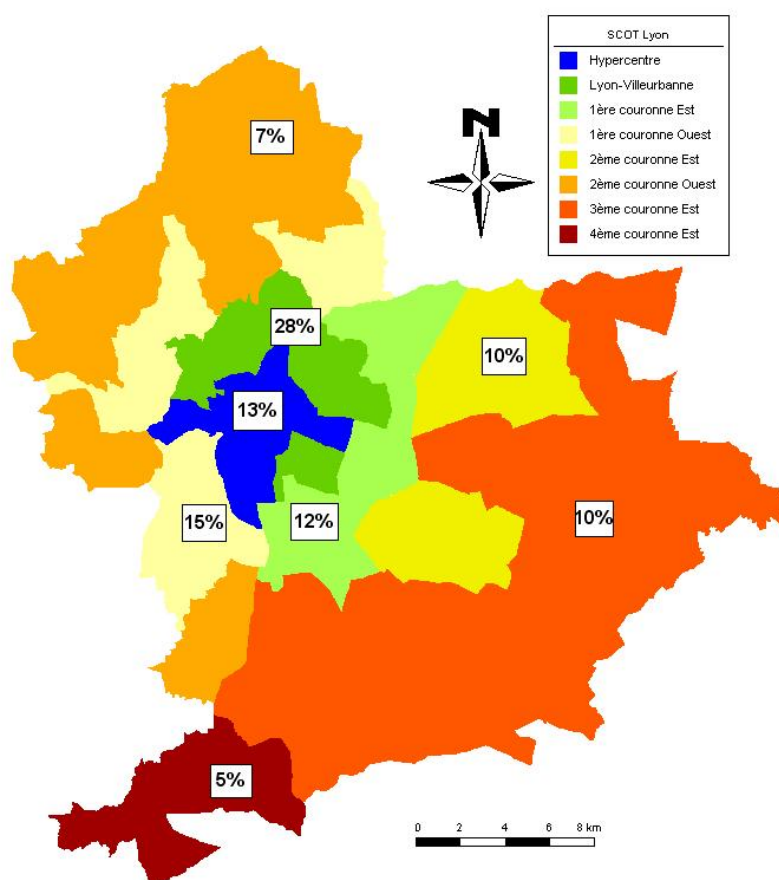 SCOT Lyon
Hypercentre
Lyon-Villeurbanne
1ère couronne Est
1ère couronne Ouest
2ème couronne Est
2ème couronne Ouest
3ème couronne Est
4ème couronne Est
N
7%
28%
10%
13%
15%
12%
10%
5%
0 2 4 6 8 km